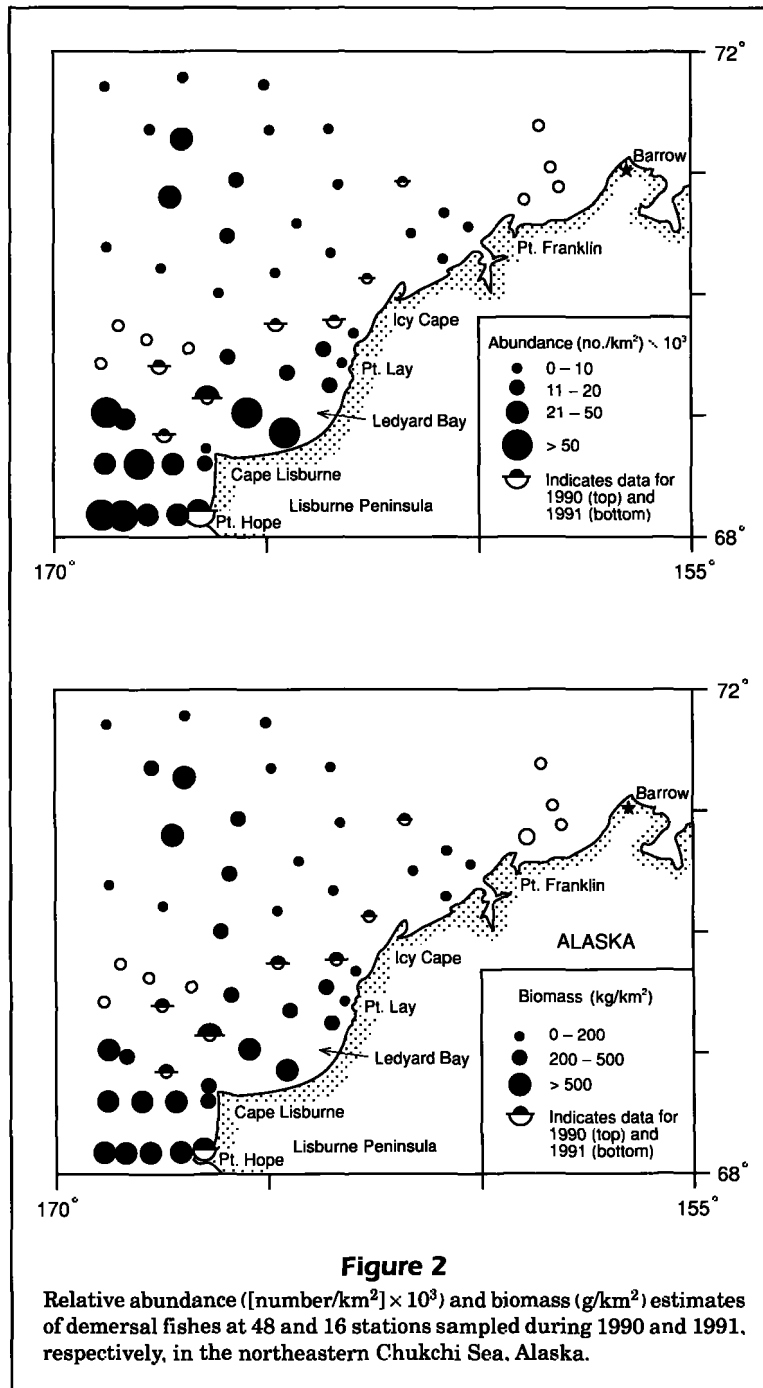 72°
Barrow
Pt. Franklin
Icy Cape
Abundance (no./km²) × 10³
0 – 10
11 – 20
21 – 50
> 50
Indicates data for
1990 (top) and
1991 (bottom)
Pt. Lay
Ledyard Bay
Cape Lisburne
Lisburne Peninsula
Pt. Hope
68°
170°
155°
72°
Barrow
Pt. Franklin
ALASKA
Icy Cape
Biomass (kg/km²)
0 – 200
200 – 500
> 500
Indicates data for
1990 (top) and
1991 (bottom)
Pt. Lay
Ledyard Bay
Cape Lisburne
Lisburne Peninsula
Pt. Hope
68°
170°
155°
Figure 2
Relative abundance ([number/km²] × 10³) and biomass (g/km²) estimates
of demersal fishes at 48 and 16 stations sampled during 1990 and 1991,
respectively, in the northeastern Chukchi Sea, Alaska.